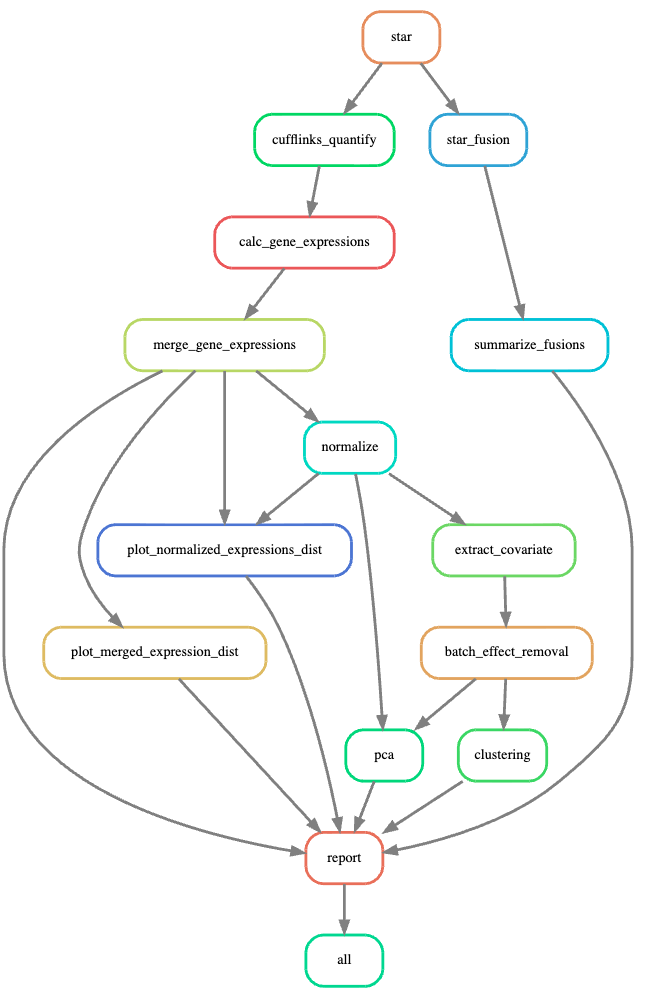 star
cufflinks_quantify
star_fusion
calc_gene_expressions
merge_gene_expressions
summarize_fusions
normalize
plot_normalized_expressions_dist
extract_covariate
plot_merged_expression_dist
batch_effect_removal
pca
clustering
report
all